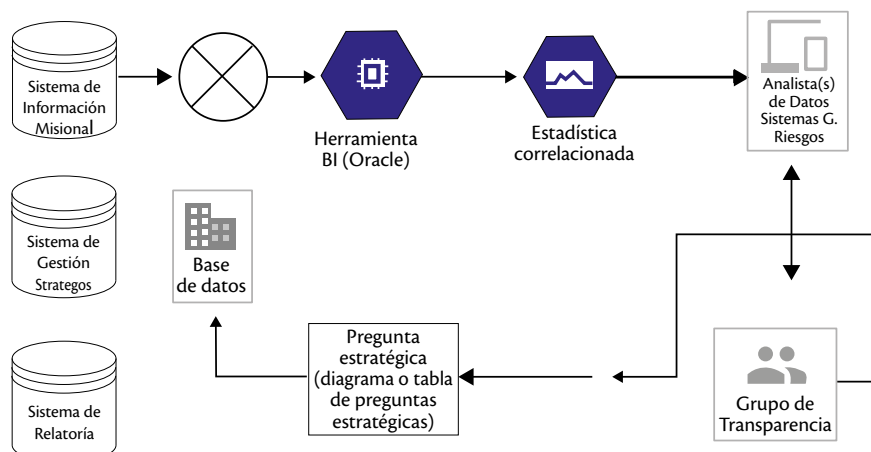 Sistema de
Información
Misional
Herramienta
BI (Oracle)
Estadística
correlacionada
Analista(s)
de Datos
Sistemas G.
Riesgos
Sistema de
Gestión
Strategos
Base
de datos
Pregunta
estratégica
(diagrama o tabla
de preguntas
estratégicas)
Grupo de
Transparencia
Sistema de
Relatoría